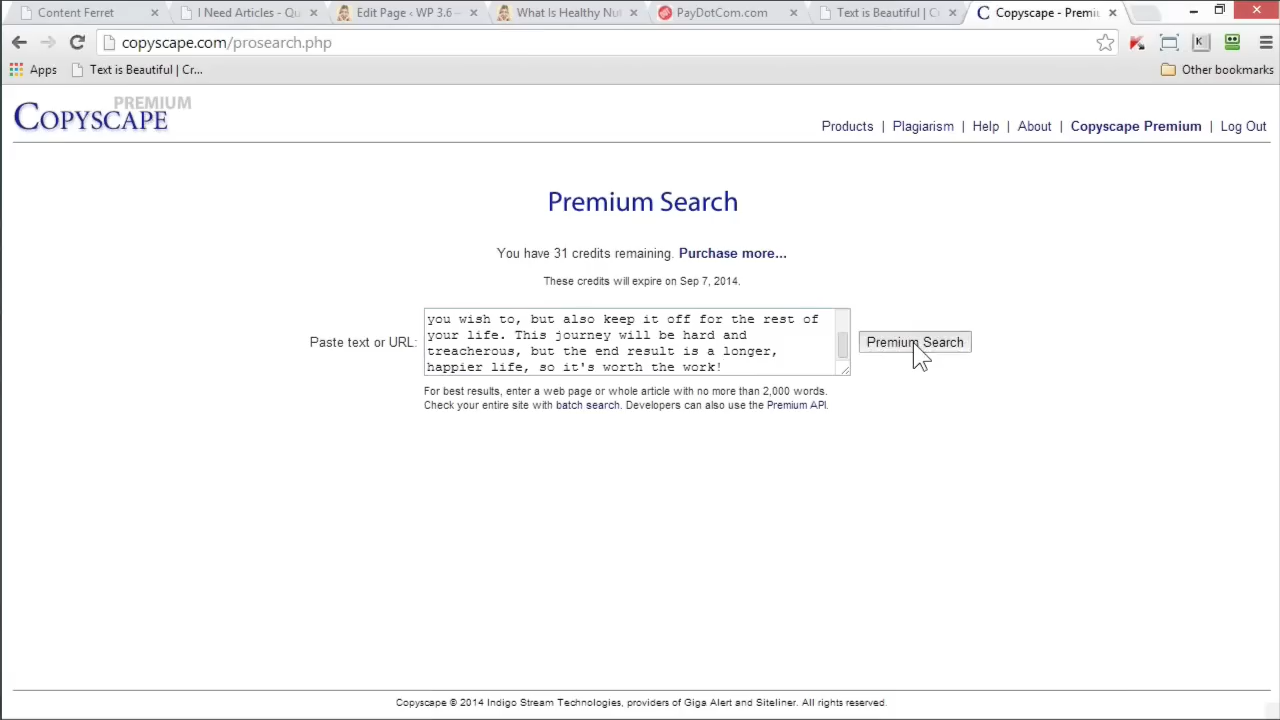 Content Ferret
I Need Articles - Qu
Edit Page ‹ WP 3.6 –
What Is Healthy Nut
PayDotCom.com
Text is Beautiful | Cr
Copyscape - Premiu
copyscape.com/prosearch.php
Apps
Text is Beautiful | Cr...
Other bookmarks
PREMIUM
COPYSCAPE
Products | Plagiarism | Help | About | Copyscape Premium | Log Out
Premium Search
You have 31 credits remaining. Purchase more...
These credits will expire on Sep 7, 2014.
Paste text or URL:
you wish to, but also keep it off for the rest of
your life. This journey will be hard and
treacherous, but the end result is a longer,
happier life, so it's worth the work!
Premium Search
For best results, enter a web page or whole article with no more than 2,000 words.
Check your entire site with batch search. Developers can also use the Premium API.
Copyscape © 2014 Indigo Stream Technologies, providers of Giga Alert and Siteliner. All rights reserved.